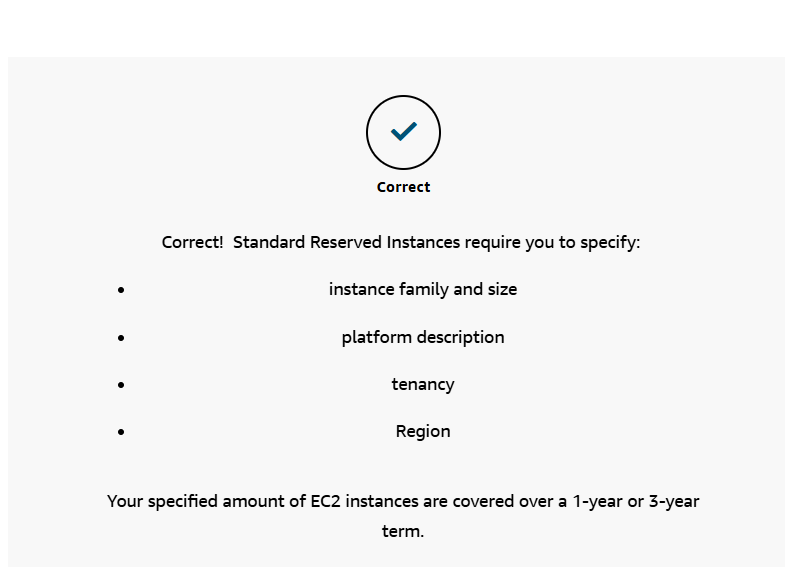 Correct
Correct!  Standard Reserved Instances require you to specify:
• instance family and size
• platform description
• tenancy
• Region
Your specified amount of EC2 instances are covered over a 1-year or 3-year
term.